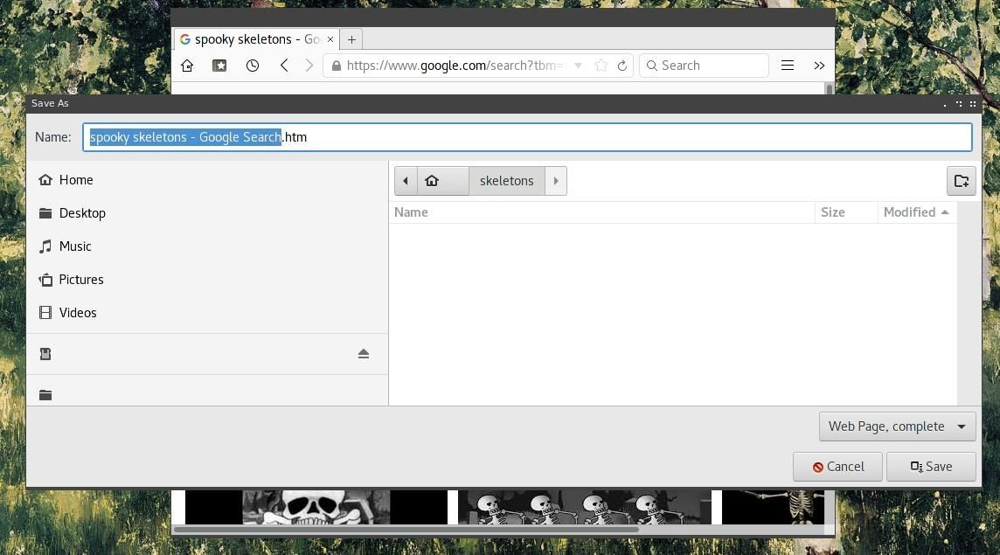 spooky skeletons - Go
https://www.google.com/search?tbm=
Search
Save As
Name:
spooky skeletons - Google Search.htm
Home
skeletons
Desktop
Name
Size
Modified
Music
Pictures
Videos
Web Page, complete
Cancel
Save